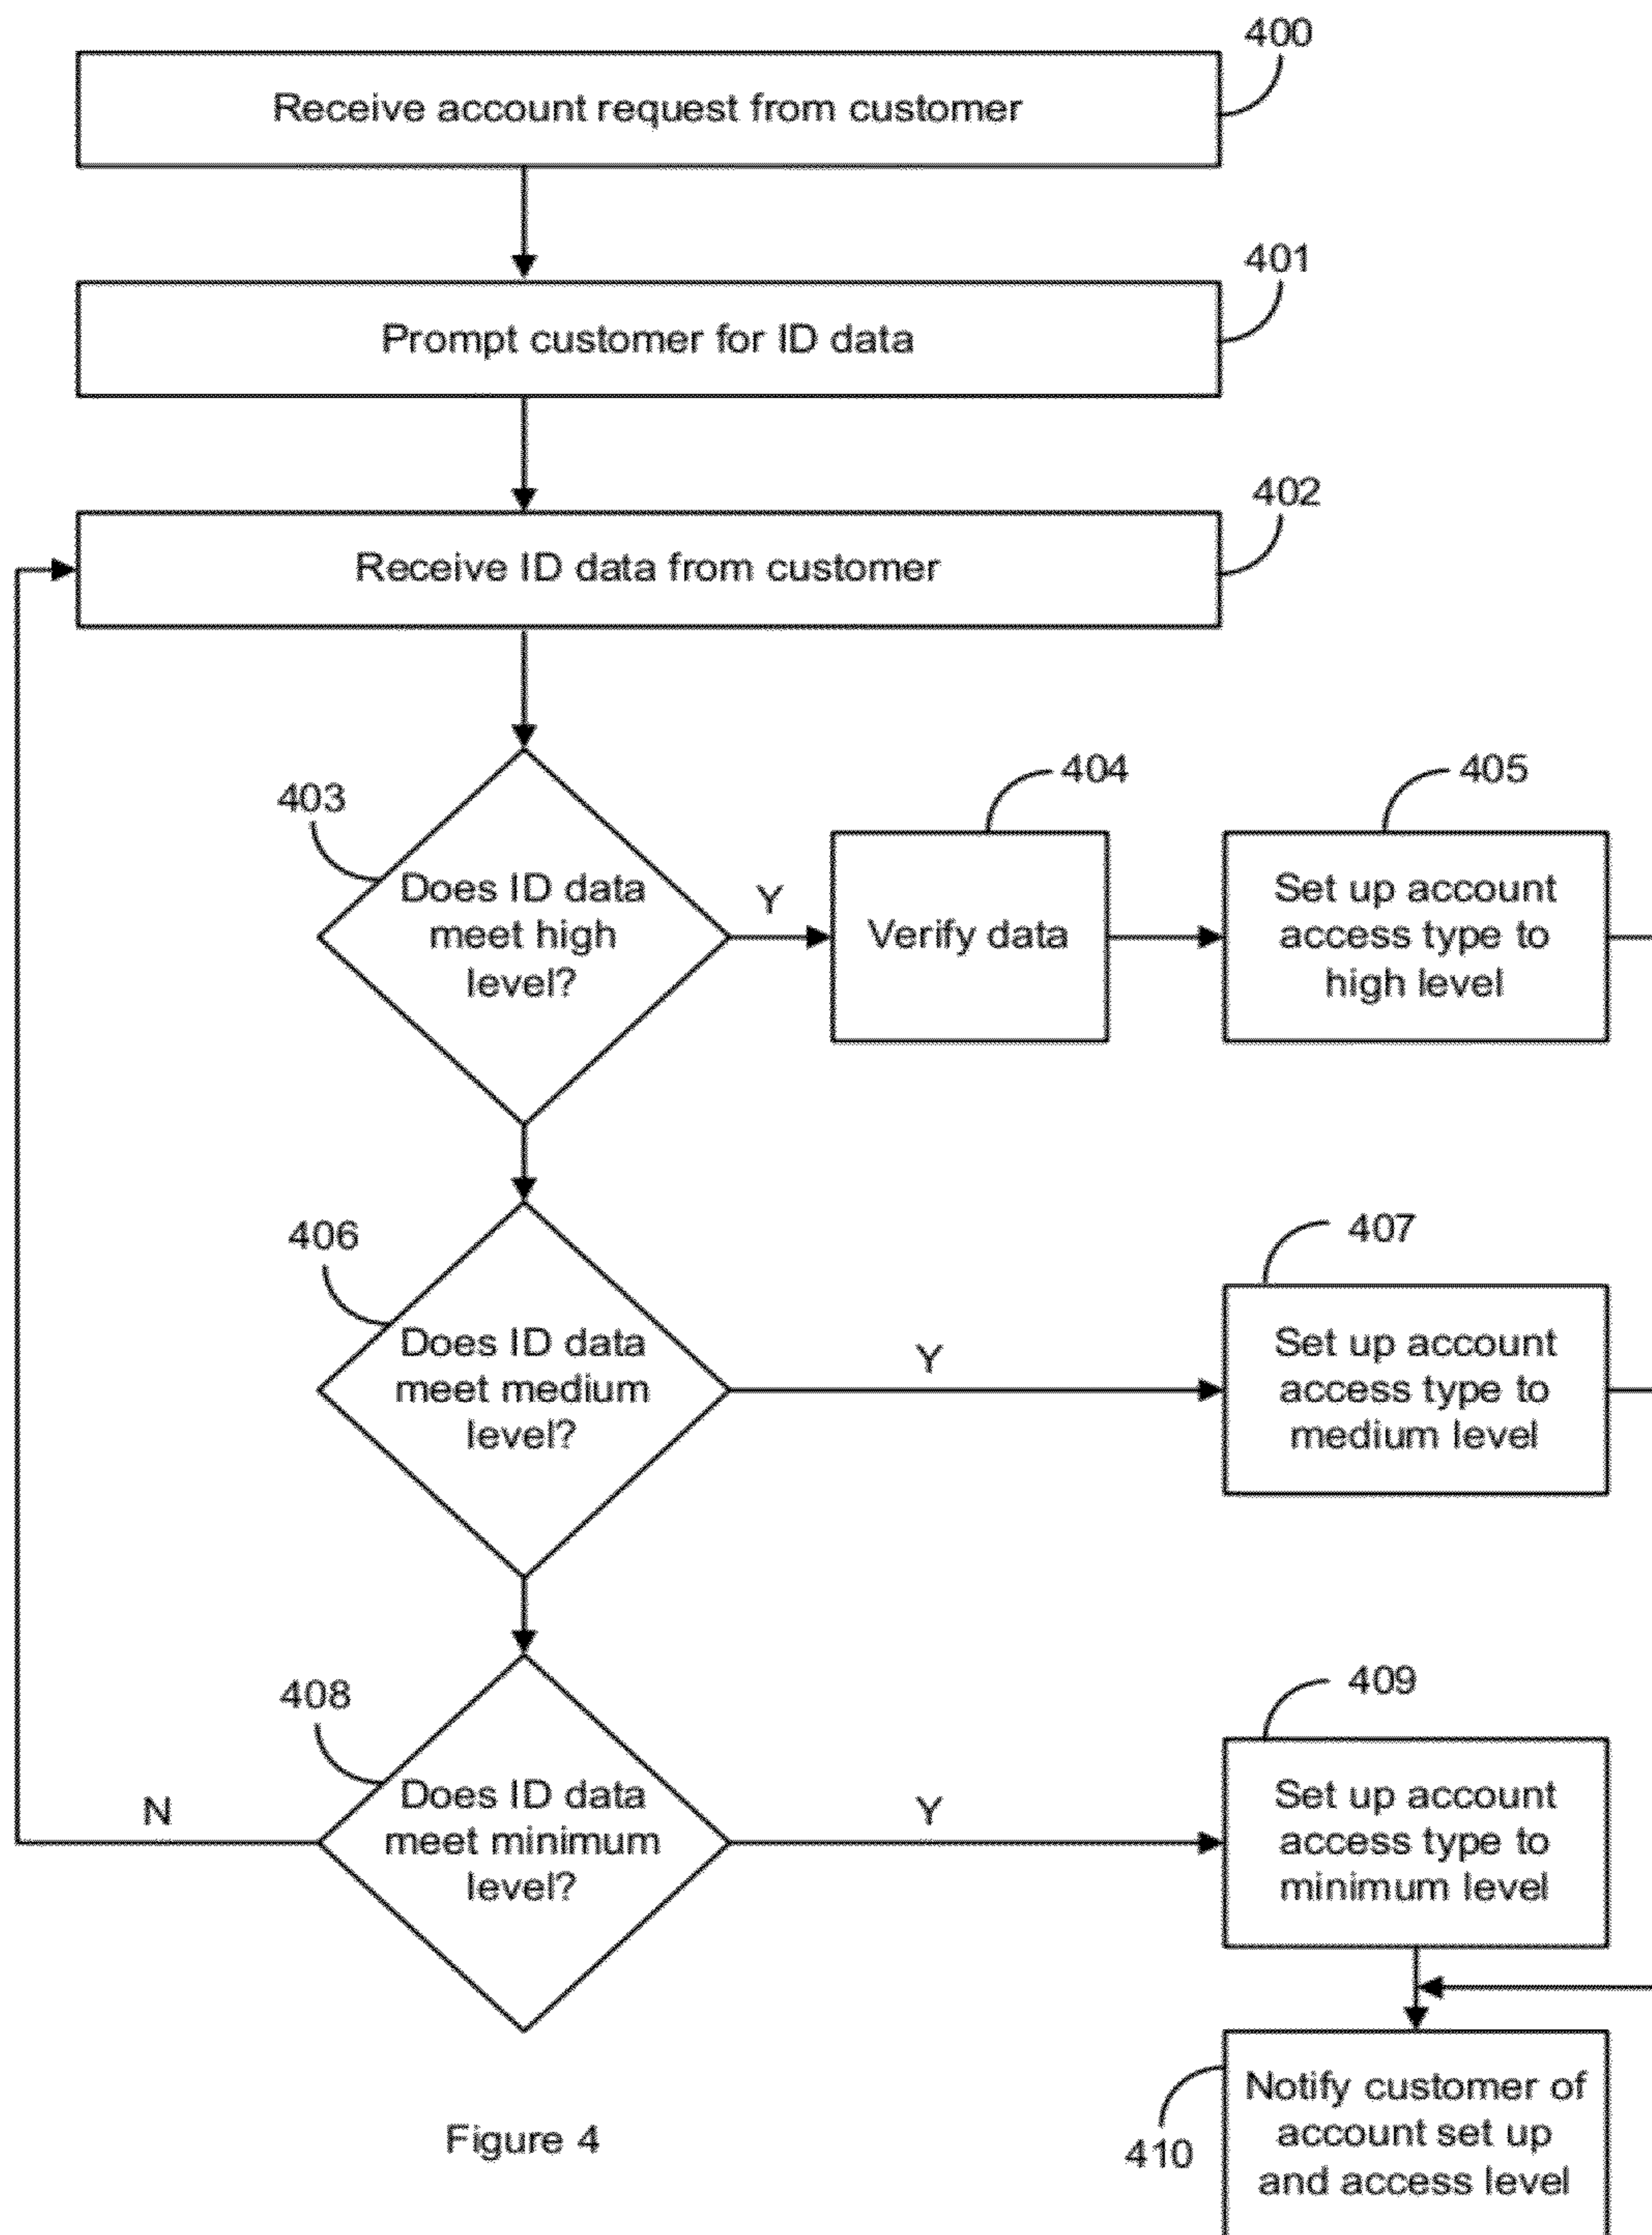 400
Receive account request from customer
401
Prompt customer for ID data
402
Receive ID data from customer
403
Does ID data
meet high
level?
Y
404
Verify data
405
Set up account
access type to
high level
406
Does ID data
meet medium
level?
Y
407
Set up account
access type to
medium level
408
Does ID data
meet minimum
level?
N
Y
409
Set up account
access type to
minimum level
410
Notify customer of
account set up
and access level
Figure 4